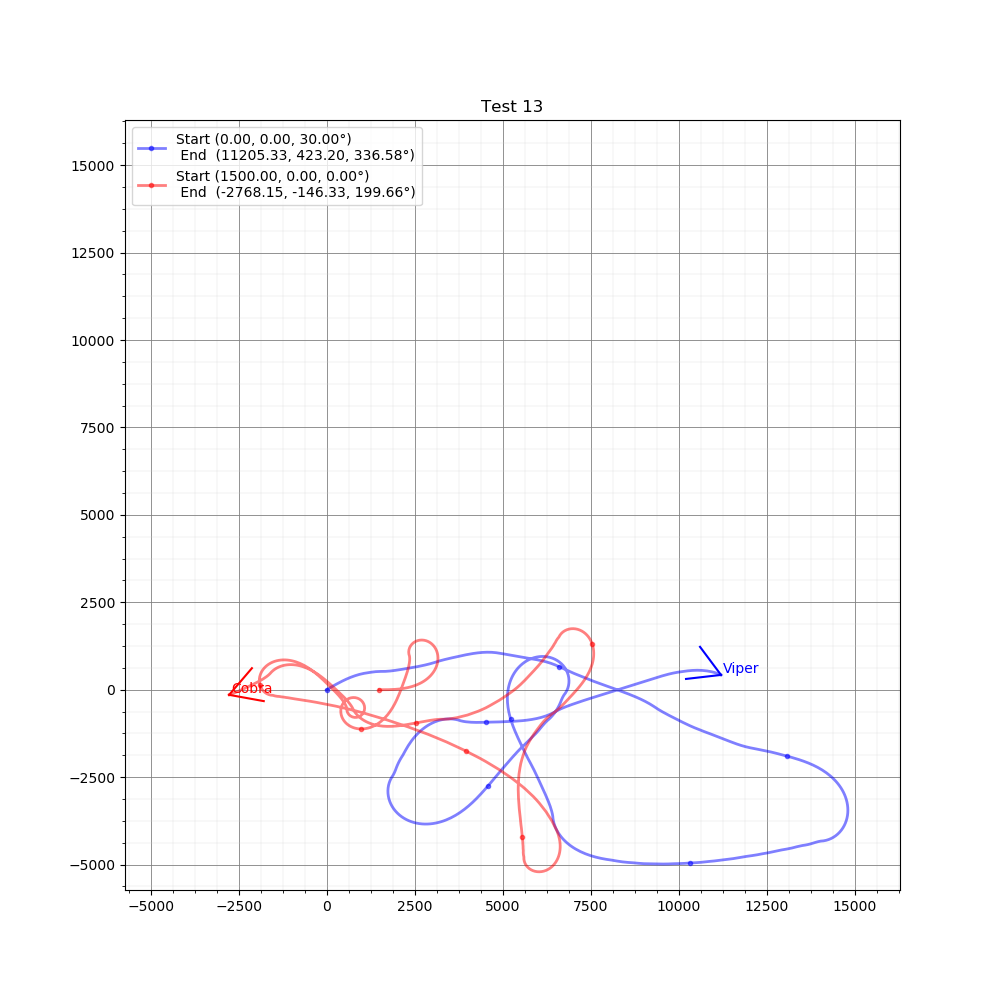 Test 13
Start (0.00, 0.00, 30.00°)
End (11205.33, 423.20, 336.58°)
Start (1500.00, 0.00, 0.00°)
End (-2768.15, -146.33, 199.66°)
15000
12500
10000
7500
5000
2500
0
−2500
−5000
Cobra
Viper
−5000 −2500 0 2500 5000 7500 10000 12500 15000